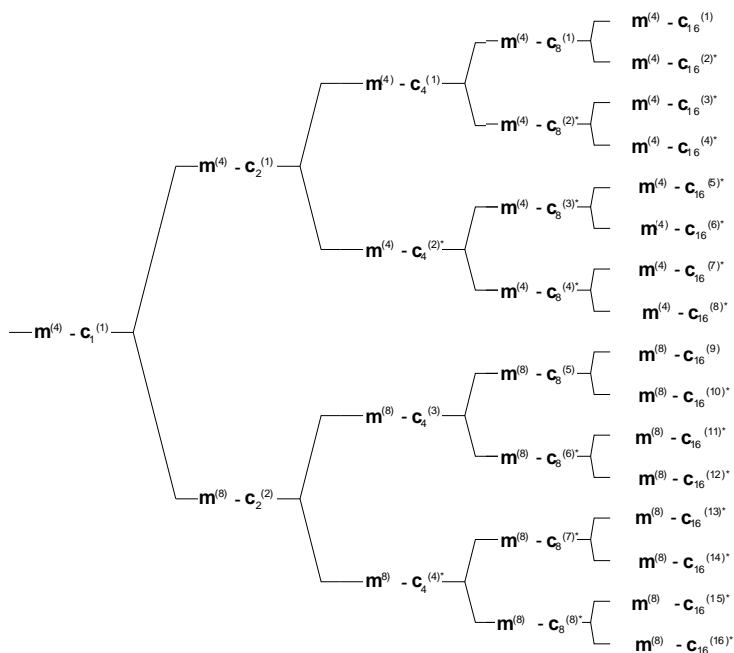 m(4) - c16(1)
m(4) - c8(1)
m(4) - c16(2)*
m(4) - c4(1)
m(4) - c16(3)*
m(4) - c8(2)*
m(4) - c16(4)*
m(4) - c2(1)
m(4) - c16(5)*
m(4) - c8(3)*
m(4) - c16(6)*
m(4) - c4(2)*
m(4) - c16(7)*
m(4) - c8(4)*
m(4) - c16(8)*
m(4) - c1(1)
m(8) - c16(9)
m(8) - c8(5)
m(8) - c16(10)*
m(8) - c4(3)
m(8) - c16(11)*
m(8) - c8(6)*
m(8) - c16(12)*
m(8) - c2(2)
m(8) - c16(13)*
m(8) - c8(7)*
m(8) - c16(14)*
m8) - c4(4)*
m(8) - c16(15)*
m(8) - c8(8)*
m(8) - c16(16)*